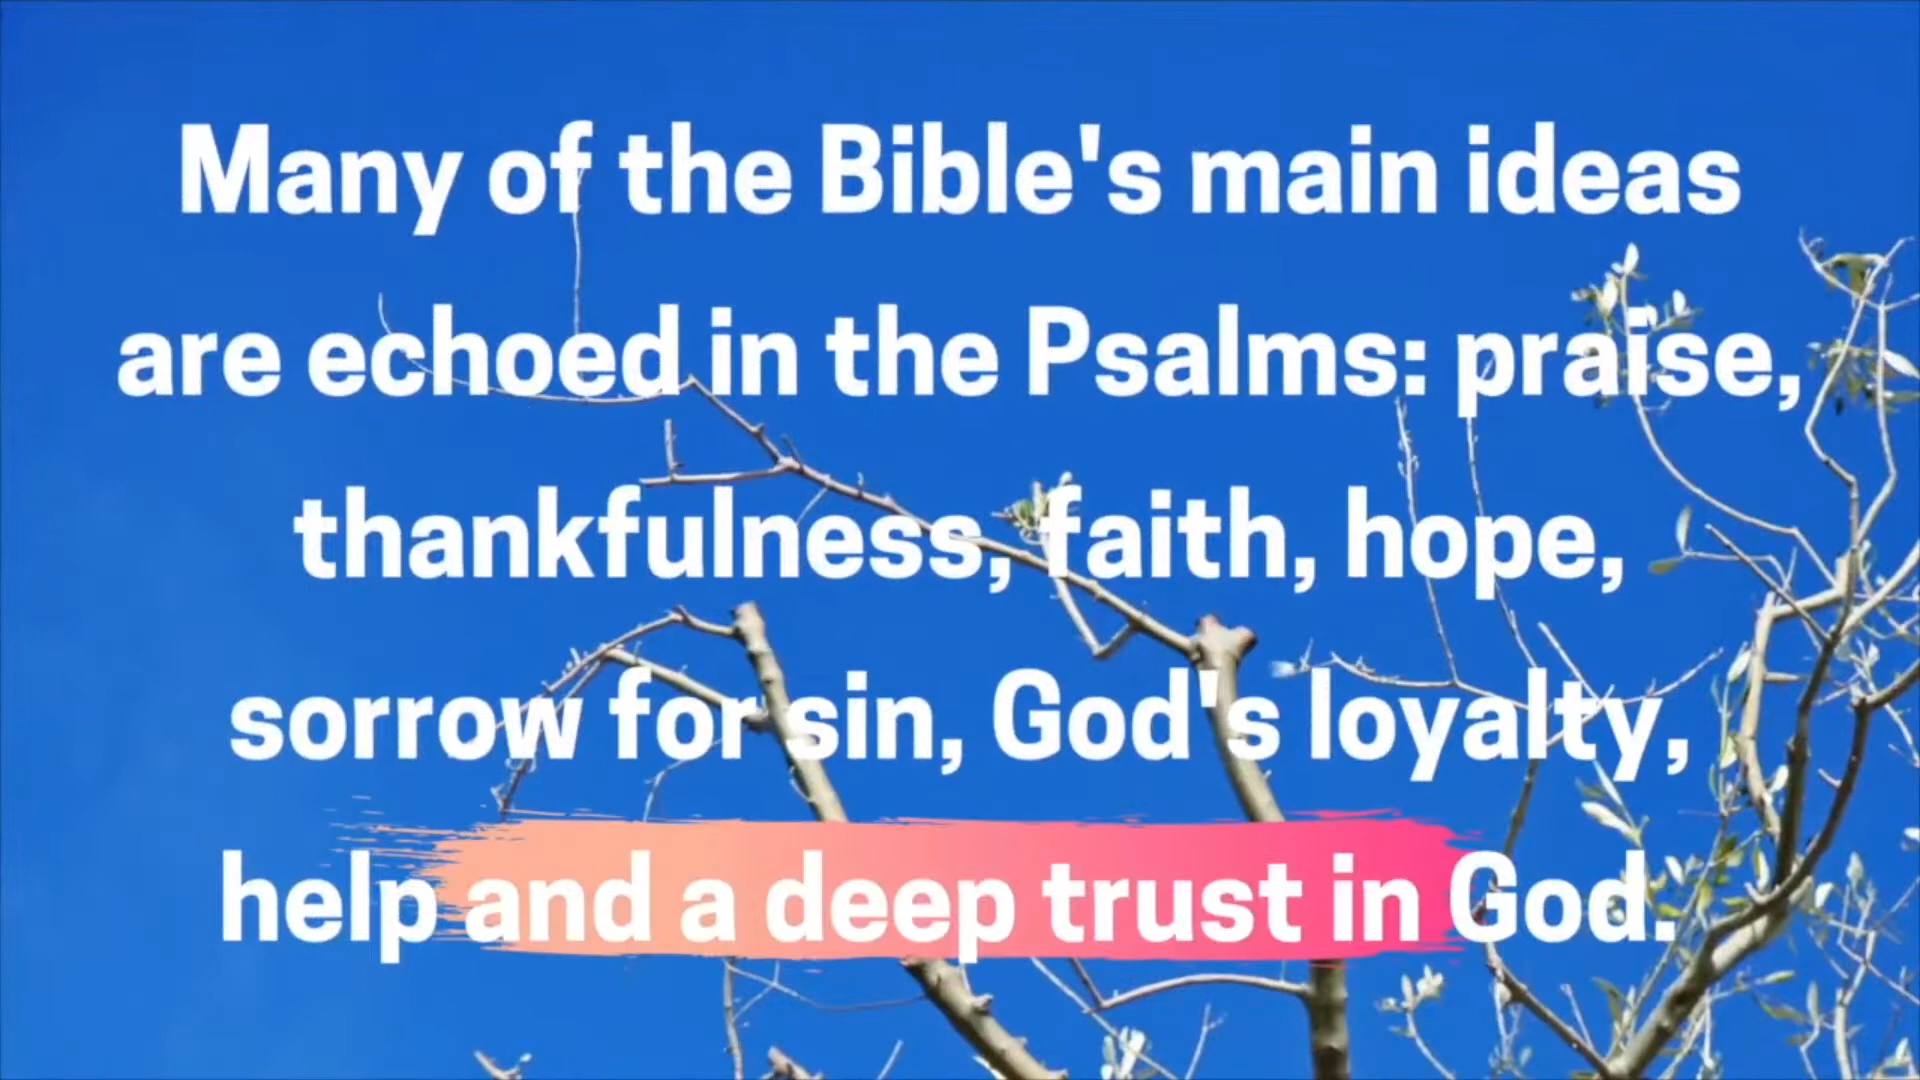 Many of the Bible's main ideas
are echoed in the Psalms: praise,
thankfulness, faith, hope,
sorrow for sin, God's loyalty,
help and a deep trust in God.